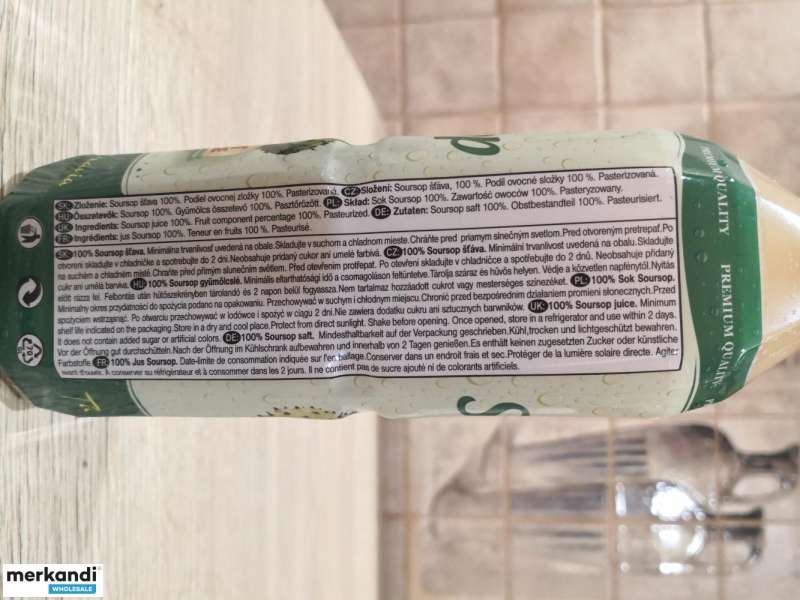 SK Zloženie: Soursop šťava 100%. Podiel ovocnej zložky 100%. Pasterizovaná. CZ Složení: Soursop šťáva, 100 %. Podíl ovocné složky 100 %. Pasterizovaná.
HU Összetevők: Soursop 100%. Gyümölcs összetevő 100%. Pasztőrözött. PL Skład: Sok Soursop 100%. Zawartość owoców 100%. Pasteryzowany.
UK Ingredients: Soursop juice 100%. Fruit component percentage 100%. Pasteurized. DE Zutaten: Soursop saft 100%. Obstbestandteil 100%. Pasteurisiert.
FR Ingrédients: jus Soursop 100%. Teneur en fruits 100 %. Pasteurisé.
SK 100% Soursop šťava. Minimálna trvanlivosť uvedená na obale. Skladujte v suchom a chladnom mieste. Chráňte pred priamym slnečným svetlom. Pred otvoreným pretrepať. Po
otvorení skladujte v chladničke a spotrebujte do 2 dní. Neobsahuje pridaný cukor ani umelé farbivá. CZ 100% Soursop šťáva. Minimální trvanlivost uvedena na obalu. Skladujte
na suchém a chladném místě. Chraňte před přímým slunečním světlem. Před otevřením protřepat. Po otevření skladujte v chladničce a spotřebujte do 2 dnů. Neobsahuje přidaný
cukr ani umělá barviva. HU 100% Soursop gyümölcslé. Minimális eltarthatósági idő a csomagoláson feltüntetve. Tárolja száraz és hűvös helyen. Védje a közvetlen napfénytől. Nyitás
előtt rázza fel. Felbontás után hűtőszekrényben tárolandó és 2 napon belül fogyassza. Nem tartalmaz hozzáadott cukrot vagy mesterséges színezéket. PL 100% Sok Soursop.
Minimalny okres przydatności do spożycia podano na opakowaniu. Przechowywać w suchym i chłodnym miejscu. Chronić przed bezpośrednim działaniem promieni słonecznych. Przed
spożyciem wstrząsnąć. Po otwarciu przechowywać w lodówce i spożyć w ciągu 2 dni. Nie zawiera dodatku cukru ani sztucznych barwników. UK 100% Soursop juice. Minimum
shelf life indicated on the packaging. Store in a dry and cool place. Protect from direct sunlight. Shake before opening. Once opened, store in a refrigerator and use within 2 days.
It does not contain added sugar or artificial colors. DE 100% Soursop saft. Mindesthaltbarkeit auf der Verpackung geschrieben. Kühl, trocken und lichtgeschützt bewahren.
Vor der Öffnung gut durchschütteln. Nach der Öffnung im Kühlschrank aufbewahren und innerhalb von 2 Tagen genießen. Es enthält keinen zugesetzten Zucker oder künstliche
Farbstoffe. FR 100% Jus Soursop. Date-limite de consommation indiquée sur l'emballage. Conserver dans un endroit frais et sec. Protéger de la lumière solaire directe. Agiter
avant. A conserver au réfrigérateur et à consommer dans les 2 jours. Il ne contient pas de sucre ajouté ni de colorants artificiels.
PREMIUM QUALITY
PREMIUM QUALITY
merkandi
WHOLESALE